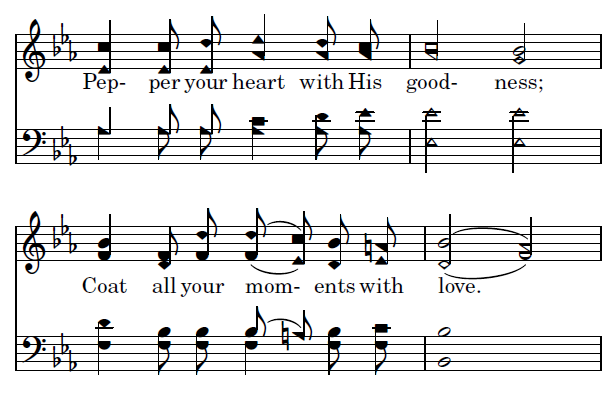 Pep- per your heart with His good- ness;
Coat all your mom- ents with love.